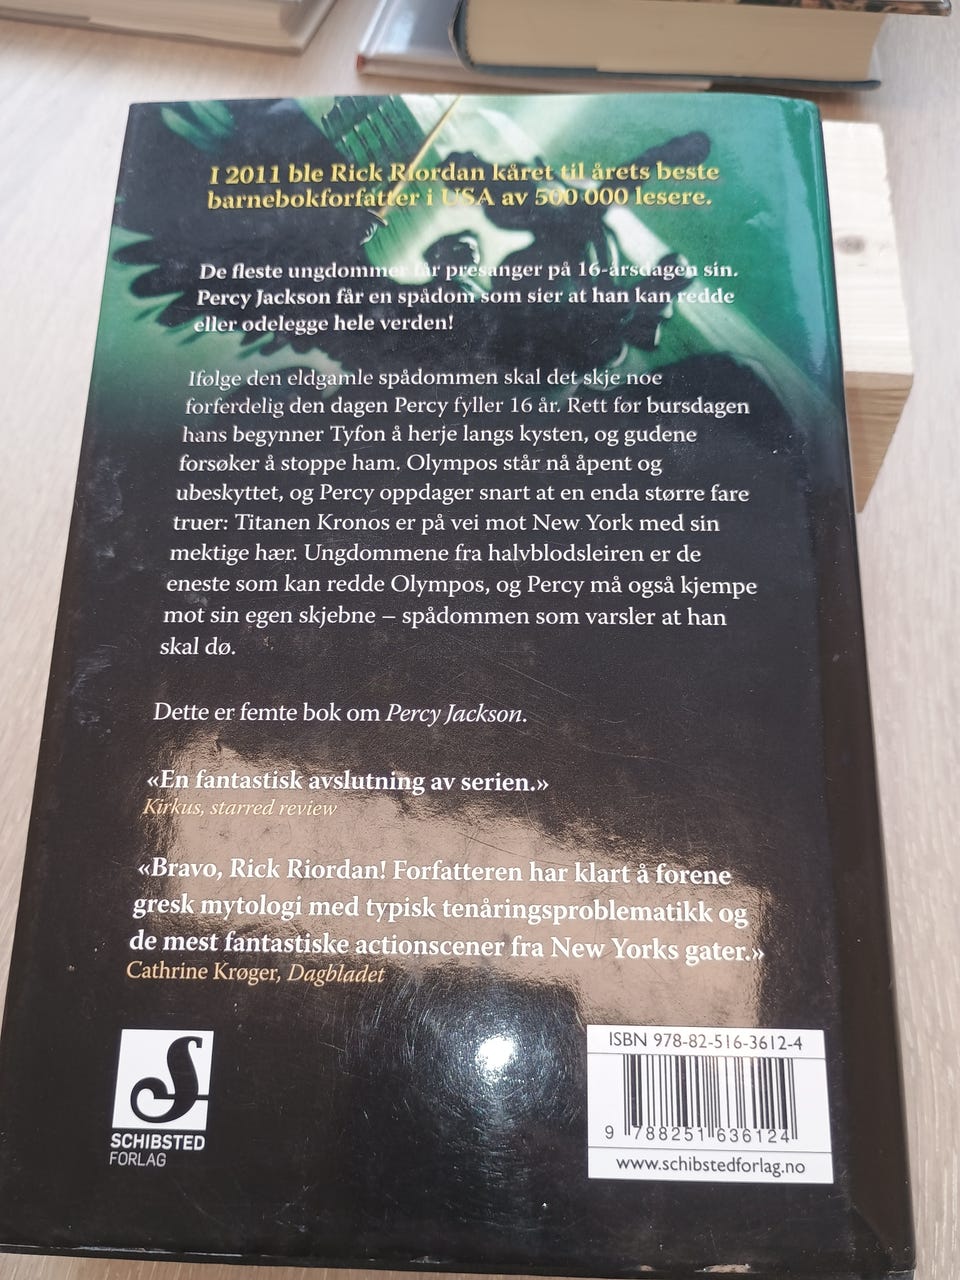 I 2011 ble Rick Riordan kåret til årets beste
barnebokforfatter i USA av 500 000 lesere.
De fleste ungdommer får presanger på 16-årsdagen sin.
Percy Jackson får en spådom som sier at han kan redde
eller ødelegge hele verden!
Ifølge den eldgamle spådommen skal det skje noe
forferdelig den dagen Percy fyller 16 år. Rett før bursdagen
hans begynner Tyfon å herje langs kysten, og gudene
forsøker å stoppe ham. Olympos står nå åpent og
ubeskyttet, og Percy oppdager snart at en enda større fare
truer: Titanen Kronos er på vei mot New York med sin
mektige hær. Ungdommene fra halvblodsleiren er de
eneste som kan redde Olympos, og Percy må også kjempe
mot sin egen skjebne – spådommen som varsler at han
skal dø.
Dette er femte bok om Percy Jackson.
«En fantastisk avslutning av serien.»
Kirkus, starred review
«Bravo, Rick Riordan! Forfatteren har klart å forene
gresk mytologi med typisk tenåringsproblematikk og
de mest fantastiske actionscener fra New Yorks gater.»
Cathrine Krøger, Dagbladet
S
SCHIBSTED
FORLAG
ISBN 978-82-516-3612-4
9 788251 636124
www.schibstedforlag.no